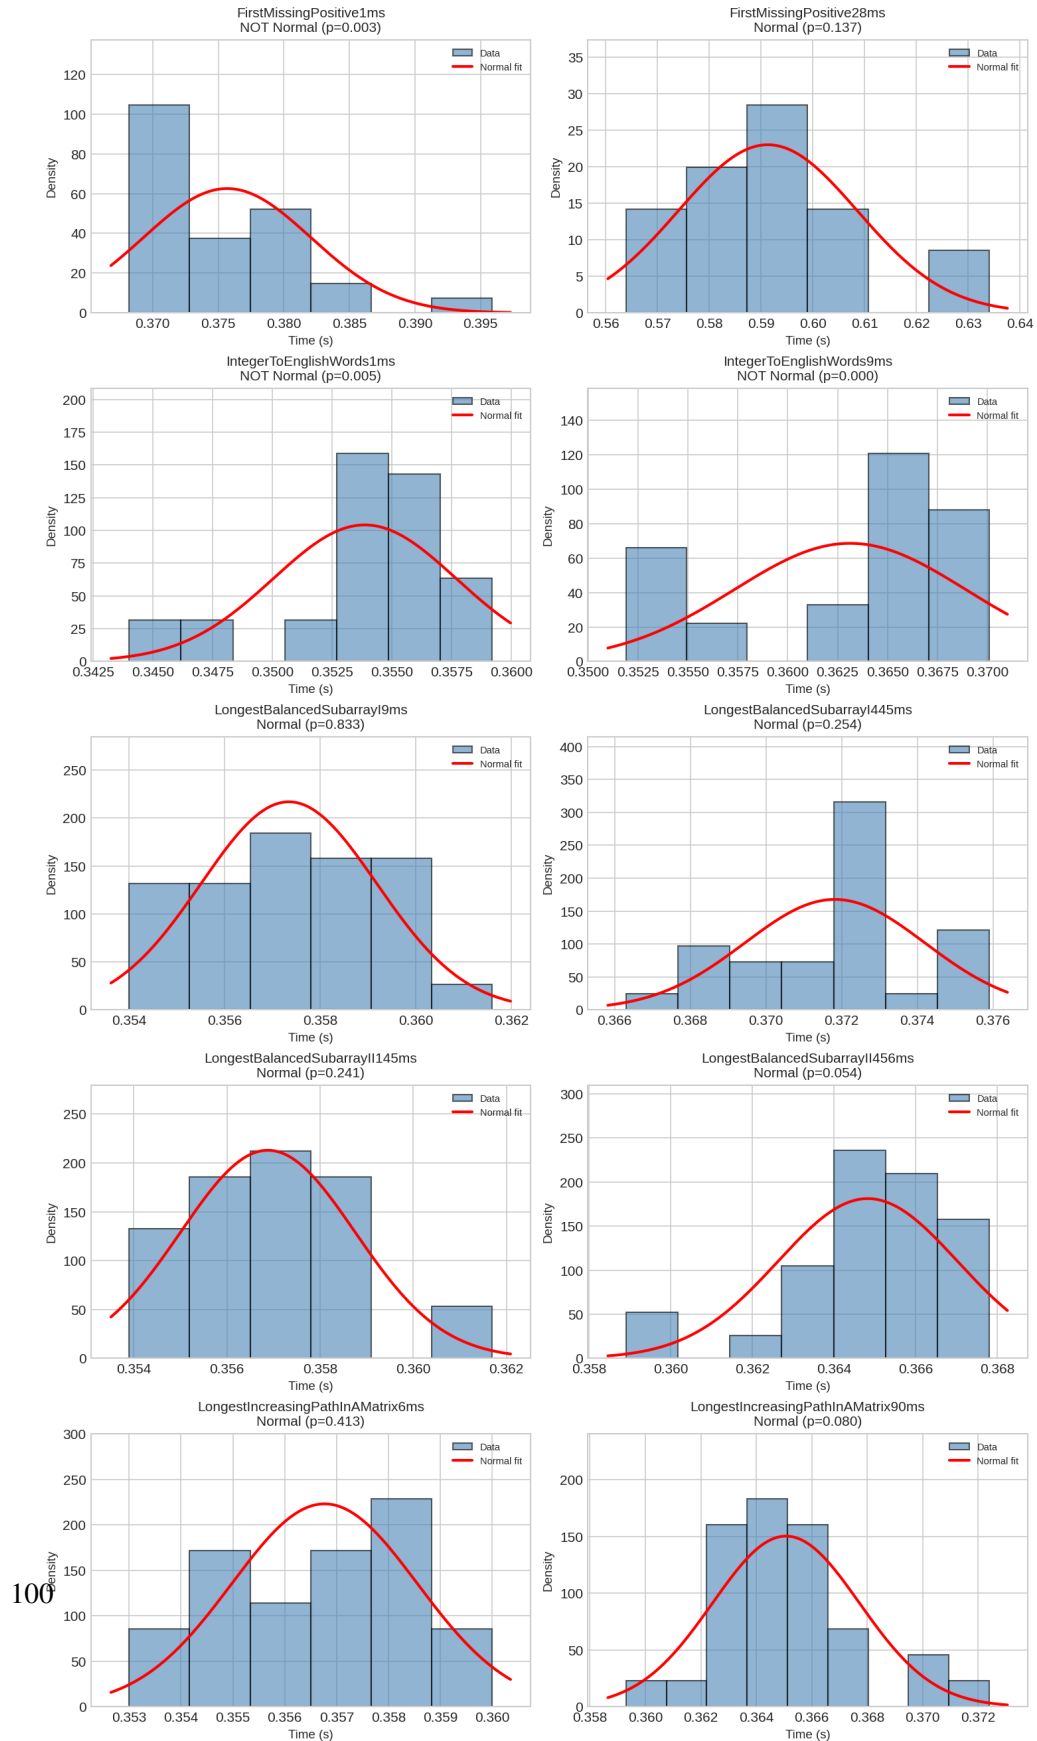 FirstMissingPositive1ms
NOT Normal (p=0.003)
Data
Normal fit
120
100
80
60
40
20
0
Density
0.370 0.375 0.380 0.385 0.390 0.395
Time (s)
FirstMissingPositive28ms
Normal (p=0.137)
Data
Normal fit
35
30
25
20
15
10
5
0
Density
0.56 0.57 0.58 0.59 0.60 0.61 0.62 0.63 0.64
Time (s)
IntegerToEnglishWords1ms
NOT Normal (p=0.005)
Data
Normal fit
200
175
150
125
100
75
50
25
0
Density
0.3425 0.3450 0.3475 0.3500 0.3525 0.3550 0.3575 0.3600
Time (s)
IntegerToEnglishWords9ms
NOT Normal (p=0.000)
Data
Normal fit
140
120
100
80
60
40
20
0
Density
0.3500 0.3525 0.3550 0.3575 0.3600 0.3625 0.3650 0.3675 0.3700
Time (s)
LongestBalancedSubarrayI9ms
Normal (p=0.833)
Data
Normal fit
250
200
150
100
50
0
Density
0.354 0.356 0.358 0.360 0.362
Time (s)
LongestBalancedSubarrayI445ms
Normal (p=0.254)
Data
Normal fit
400
350
300
250
200
150
100
50
0
Density
0.366 0.368 0.370 0.372 0.374 0.376
Time (s)
LongestBalancedSubarrayII145ms
Normal (p=0.241)
Data
Normal fit
250
200
150
100
50
0
Density
0.354 0.356 0.358 0.360 0.362
Time (s)
LongestBalancedSubarrayII456ms
Normal (p=0.054)
Data
Normal fit
300
250
200
150
100
50
0
Density
0.358 0.360 0.362 0.364 0.366 0.368
Time (s)
LongestIncreasingPathInAMatrix6ms
Normal (p=0.413)
Data
Normal fit
300
250
200
150
100
50
0
Density
0.353 0.354 0.355 0.356 0.357 0.358 0.359 0.360
Time (s)
LongestIncreasingPathInAMatrix90ms
Normal (p=0.080)
Data
Normal fit
200
150
100
50
0
Density
0.358 0.360 0.362 0.364 0.366 0.368 0.370 0.372
Time (s)
100